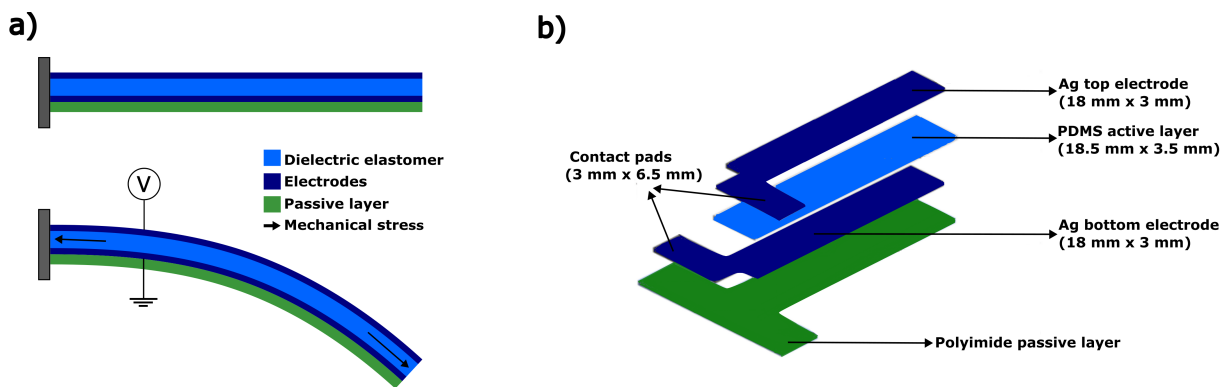 a)
V
Dielectric elastomer
Electrodes
Passive layer
Mechanical stress
b)
Ag top electrode
(18 mm x 3 mm)
PDMS active layer
(18.5 mm x 3.5 mm)
Contact pads
(3 mm x 6.5 mm)
Ag bottom electrode
(18 mm x 3 mm)
Polyimide passive layer